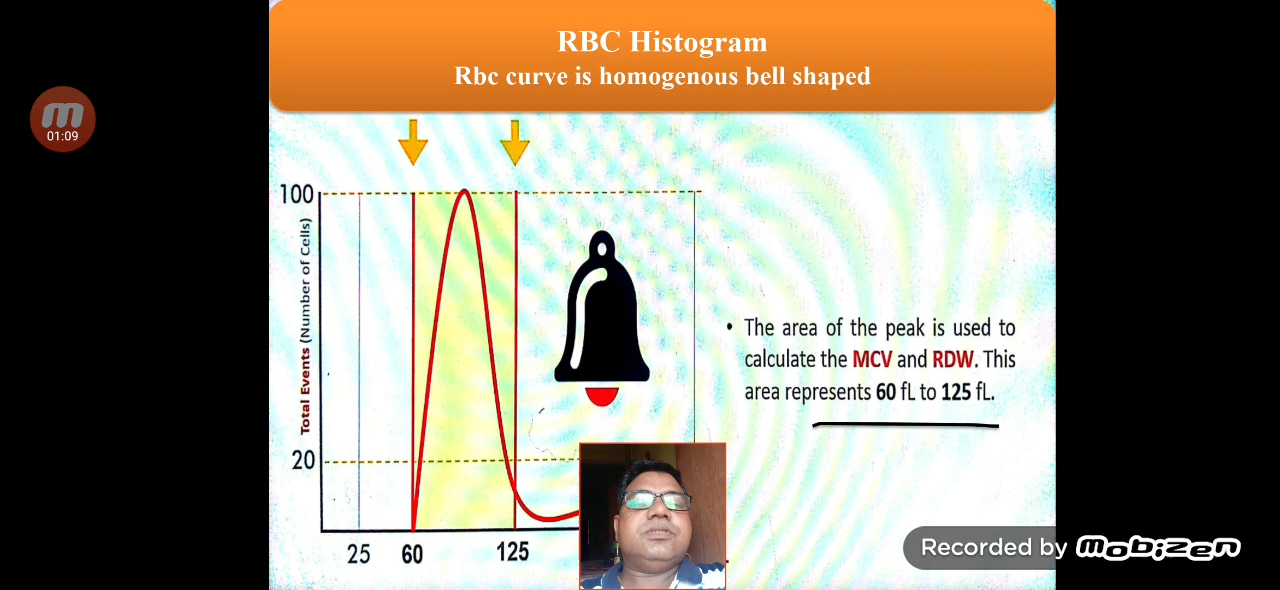 RBC Histogram
Rbc curve is homogenous bell shaped
01:09
100
Total Events (Number of Cells)
20
25 60 125
• The area of the peak is used to
calculate the MCV and RDW. This
area represents 60 fL to 125 fL.
Recorded by mobizen